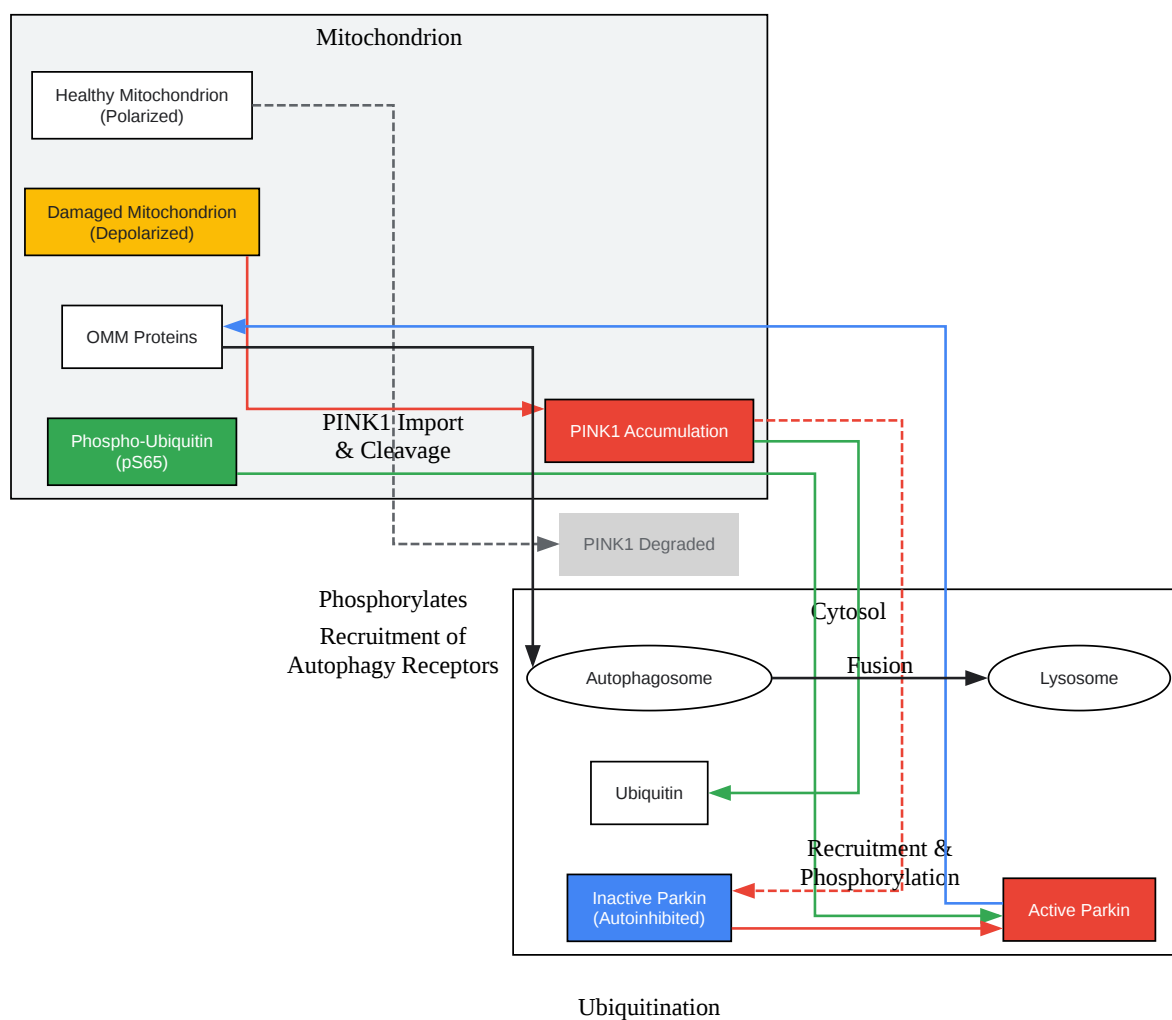 Mitochondrion
Healthy Mitochondrion
(Polarized)
Damaged Mitochondrion
(Depolarized)
OMM Proteins
PINK1 Import
& Cleavage
PINK1 Accumulation
Phospho-Ubiquitin
(pS65)
PINK1 Degraded
Phosphorylates
Recruitment of
Autophagy Receptors
Cytosol
Autophagosome
Fusion
Lysosome
Ubiquitin
Recruitment &
Phosphorylation
Inactive Parkin
(Autoinhibited)
Active Parkin
Ubiquitination